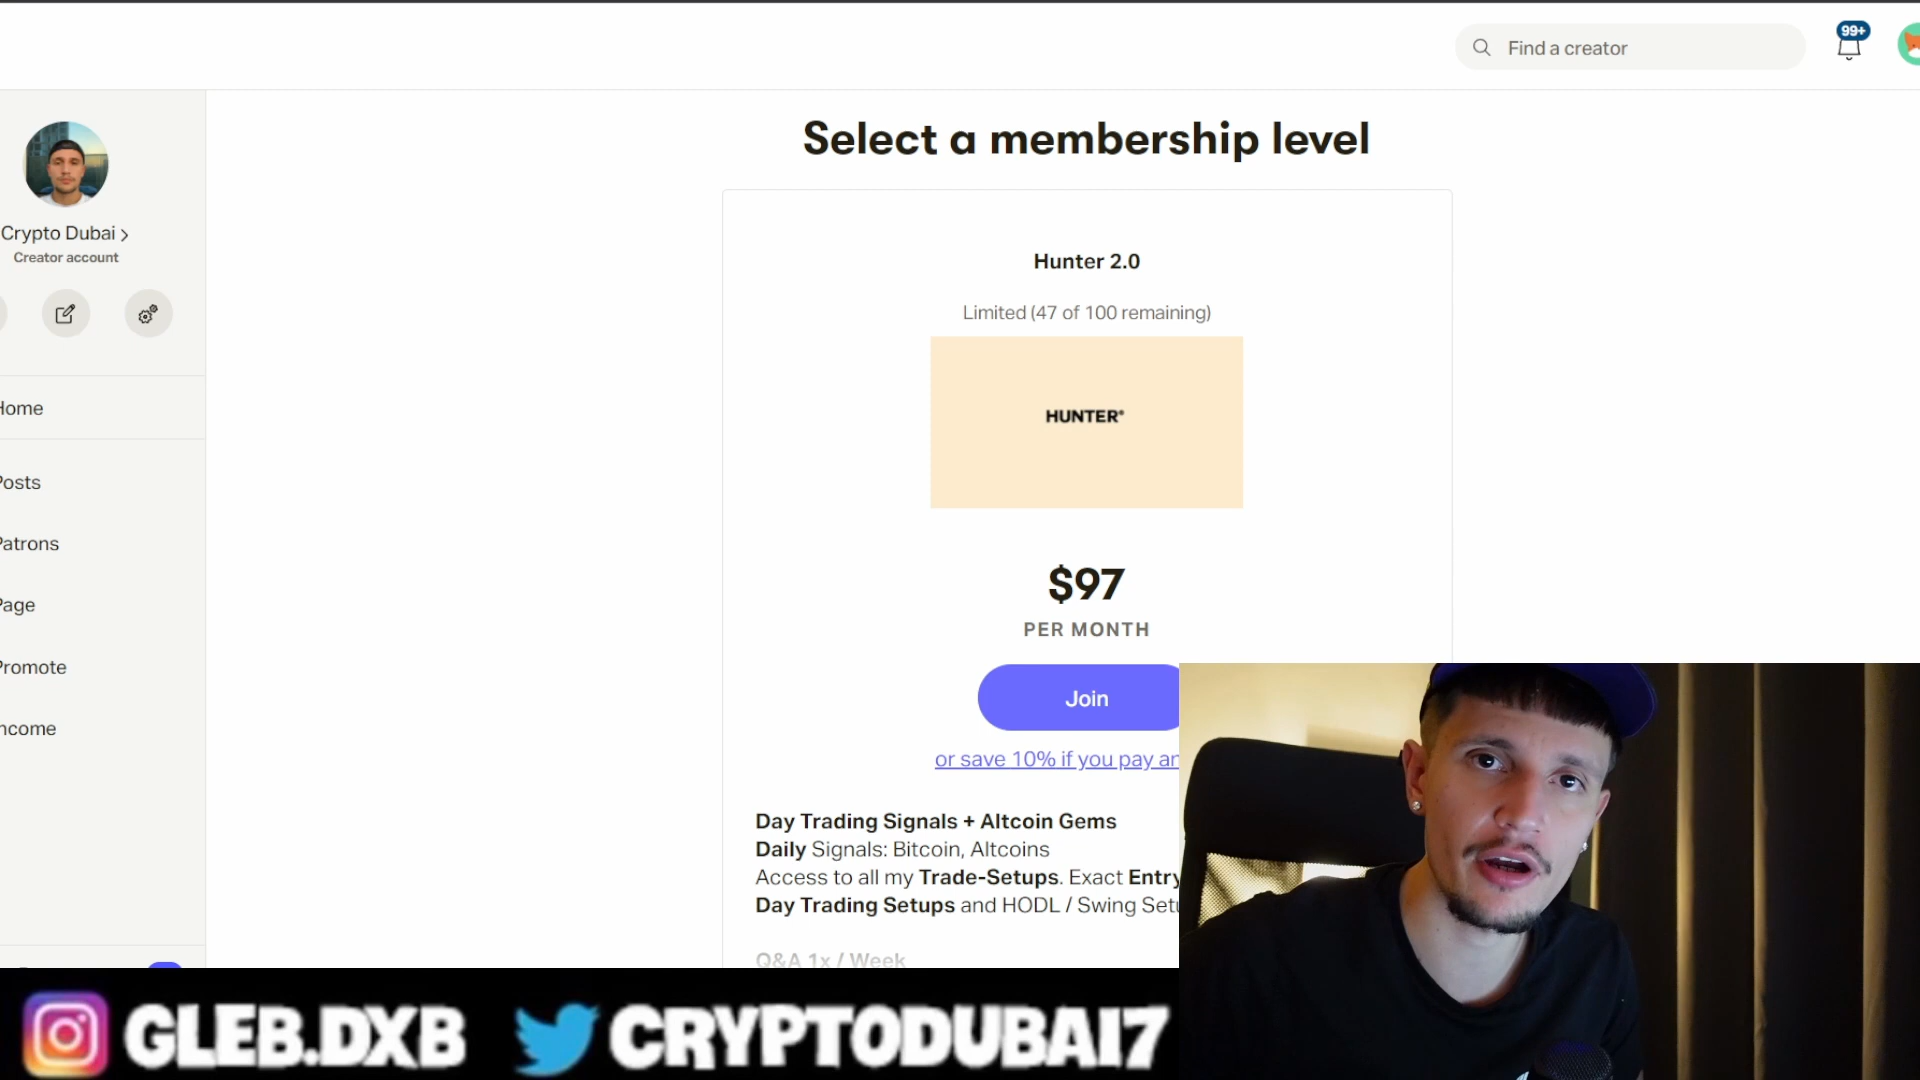 Find a creator
99+
Select a membership level
Crypto Dubai
Creator account
Hunter 2.0
Limited (47 of 100 remaining)
HUNTER®
Home
Posts
Patrons
Page
Promote
Income
$97
PER MONTH
Join
or save 10% if you pay an
Day Trading Signals + Altcoin Gems
Daily Signals: Bitcoin, Altcoins
Access to all my Trade-Setups. Exact Entry
Day Trading Setups and HODL / Swing Setu
Q&A 1x / Week
GLEB.DXB
CRYPTODUBAI7